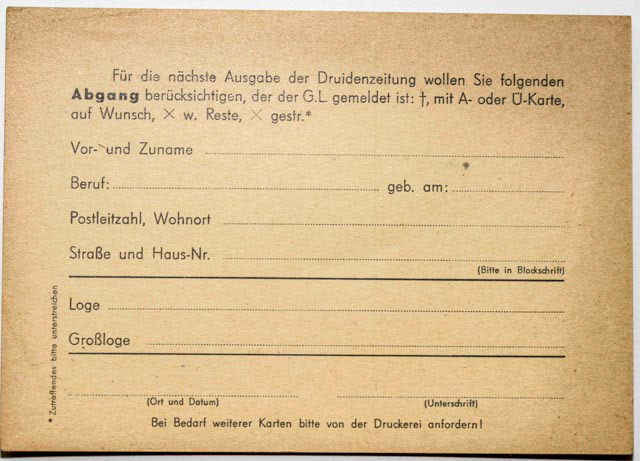 Für die nächste Ausgabe der Druidenzeitung wollen Sie folgenden
Abgang berücksichtigen, der der G.L. gemeldet ist: †, mit A- oder Ü-Karte,
auf Wunsch, × w. Reste, × gestr.*
Vor- und Zuname
Beruf: geb. am:
Postleitzahl, Wohnort
Straße und Haus-Nr.
(Bitte in Blockschrift)
Loge
Großloge
* Zutreffendes bitte unterstreichen
(Ort und Datum) (Unterschrift)
Bei Bedarf weiterer Karten bitte von der Druckerei anfordern!